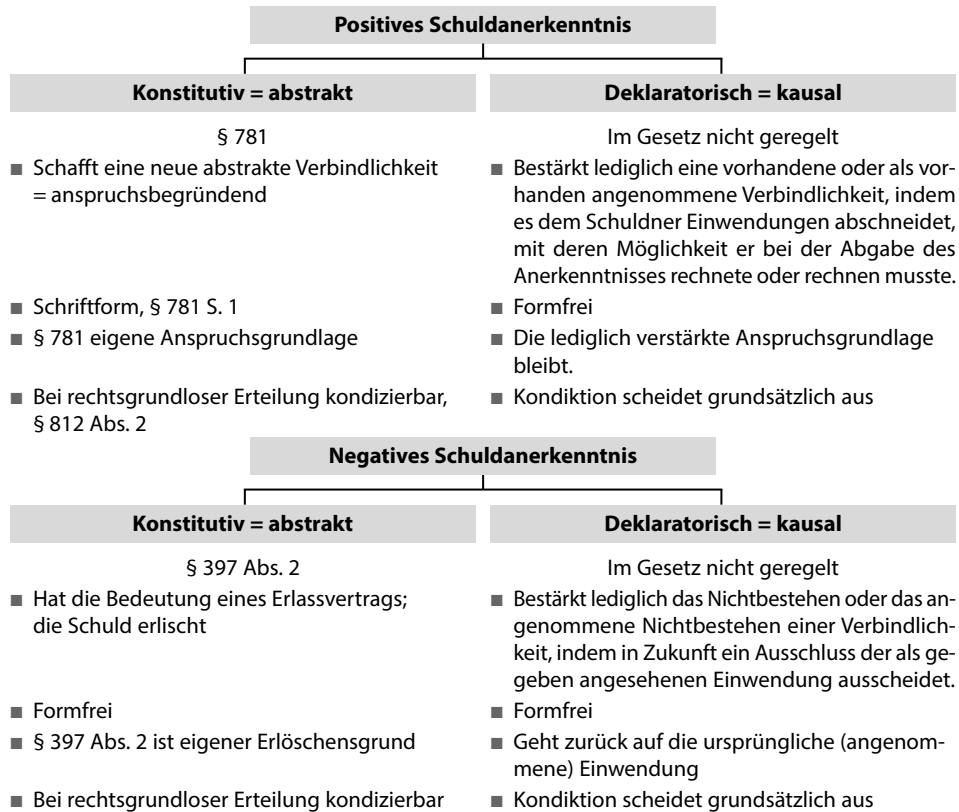 Positives Schuldanerkenntnis
Konstitutiv = abstrakt
§ 781
■ Schafft eine neue abstrakte Verbindlichkeit
= anspruchsbegründend
■ Schriftform, § 781 S. 1
■ § 781 eigene Anspruchsgrundlage
■ Bei rechtsgrundloser Erteilung kondizierbar,
§ 812 Abs. 2
Deklaratorisch = kausal
Im Gesetz nicht geregelt
■ Bestärkt lediglich eine vorhandene oder als vor-
handen angenommene Verbindlichkeit, indem
es dem Schuldner Einwendungen abschneidet,
mit deren Möglichkeit er bei der Abgabe des
Anerkenntnisses rechnete oder rechnen musste.
■ Formfrei
■ Die lediglich verstärkte Anspruchsgrundlage
bleibt.
■ Kondiktion scheidet grundsätzlich aus
Negatives Schuldanerkenntnis
Konstitutiv = abstrakt
§ 397 Abs. 2
■ Hat die Bedeutung eines Erlassvertrags;
die Schuld erlischt
■ Formfrei
■ § 397 Abs. 2 ist eigener Erlöschensgrund
■ Bei rechtsgrundloser Erteilung kondizierbar
Deklaratorisch = kausal
Im Gesetz nicht geregelt
■ Bestärkt lediglich das Nichtbestehen oder das an-
genommene Nichtbestehen einer Verbindlich-
keit, indem in Zukunft ein Ausschluss der als ge-
geben angesehenen Einwendung ausscheidet.
■ Formfrei
■ Geht zurück auf die ursprüngliche (angenom-
mene) Einwendung
■ Kondiktion scheidet grundsätzlich aus